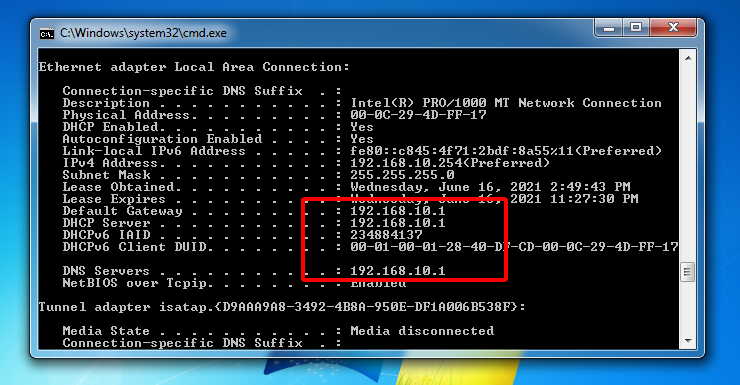 C:\Windows\system32\cmd.exe
Ethernet adapter Local Area Connection:
Connection-specific DNS Suffix . :
Description . . . . . . . . . . . : Intel(R) PRO/1000 MT Network Connection
Physical Address. . . . . . . . . : 00-0C-29-4D-FF-17
DHCP Enabled. . . . . . . . . . . : Yes
Autoconfiguration Enabled . . . . : Yes
Link-local IPv6 Address . . . . . : fe80::c845:4f71:2bdf:8a55%11(Preferred)
IPv4 Address. . . . . . . . . . . : 192.168.10.254(Preferred)
Subnet Mask . . . . . . . . . . . : 255.255.255.0
Lease Obtained. . . . . . . . . . : Wednesday, June 16, 2021 2:49:43 PM
Lease Expires . . . . . . . . . . : Wednesday, June 16, 2021 11:27:30 PM
Default Gateway . . . . . . . . . : 192.168.10.1
DHCP Server . . . . . . . . . . . : 192.168.10.1
DHCPv6 IAID . . . . . . . . . . . : 234884137
DHCPv6 Client DUID. . . . . . . . : 00-01-00-01-28-40-DF-CD-00-0C-29-4D-FF-17
DNS Servers . . . . . . . . . . . : 192.168.10.1
NetBIOS over Tcpip. . . . . . . . : Enabled
Tunnel adapter isatap.{D9AAA9A8-3492-4B8A-950E-DF1A006B538F}:
Media State . . . . . . . . . . . : Media disconnected
Connection-specific DNS Suffix . :